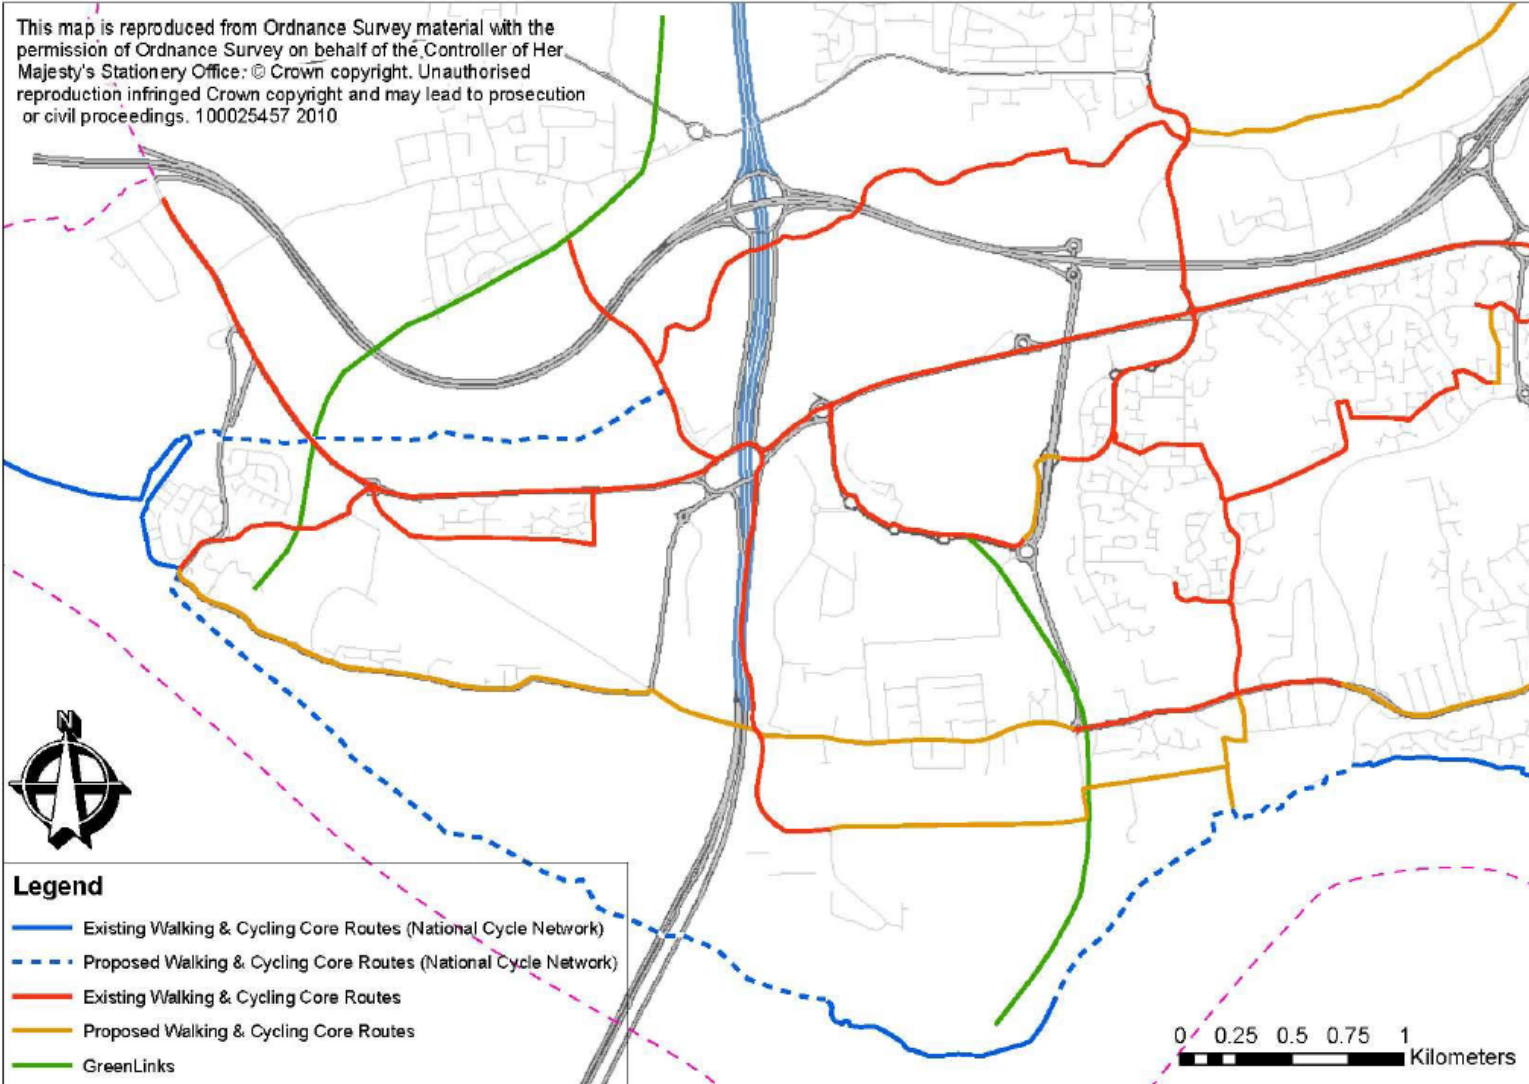 This map is reproduced from Ordnance Survey material with the
permission of Ordnance Survey on behalf of the Controller of Her
Majesty's Stationery Office. © Crown copyright. Unauthorised
reproduction infringed Crown copyright and may lead to prosecution
or civil proceedings. 100025457 2010
N
Legend
Existing Walking & Cycling Core Routes (National Cycle Network)
Proposed Walking & Cycling Core Routes (National Cycle Network)
Existing Walking & Cycling Core Routes
Proposed Walking & Cycling Core Routes
GreenLinks
0 0.25 0.5 0.75 1
Kilometers